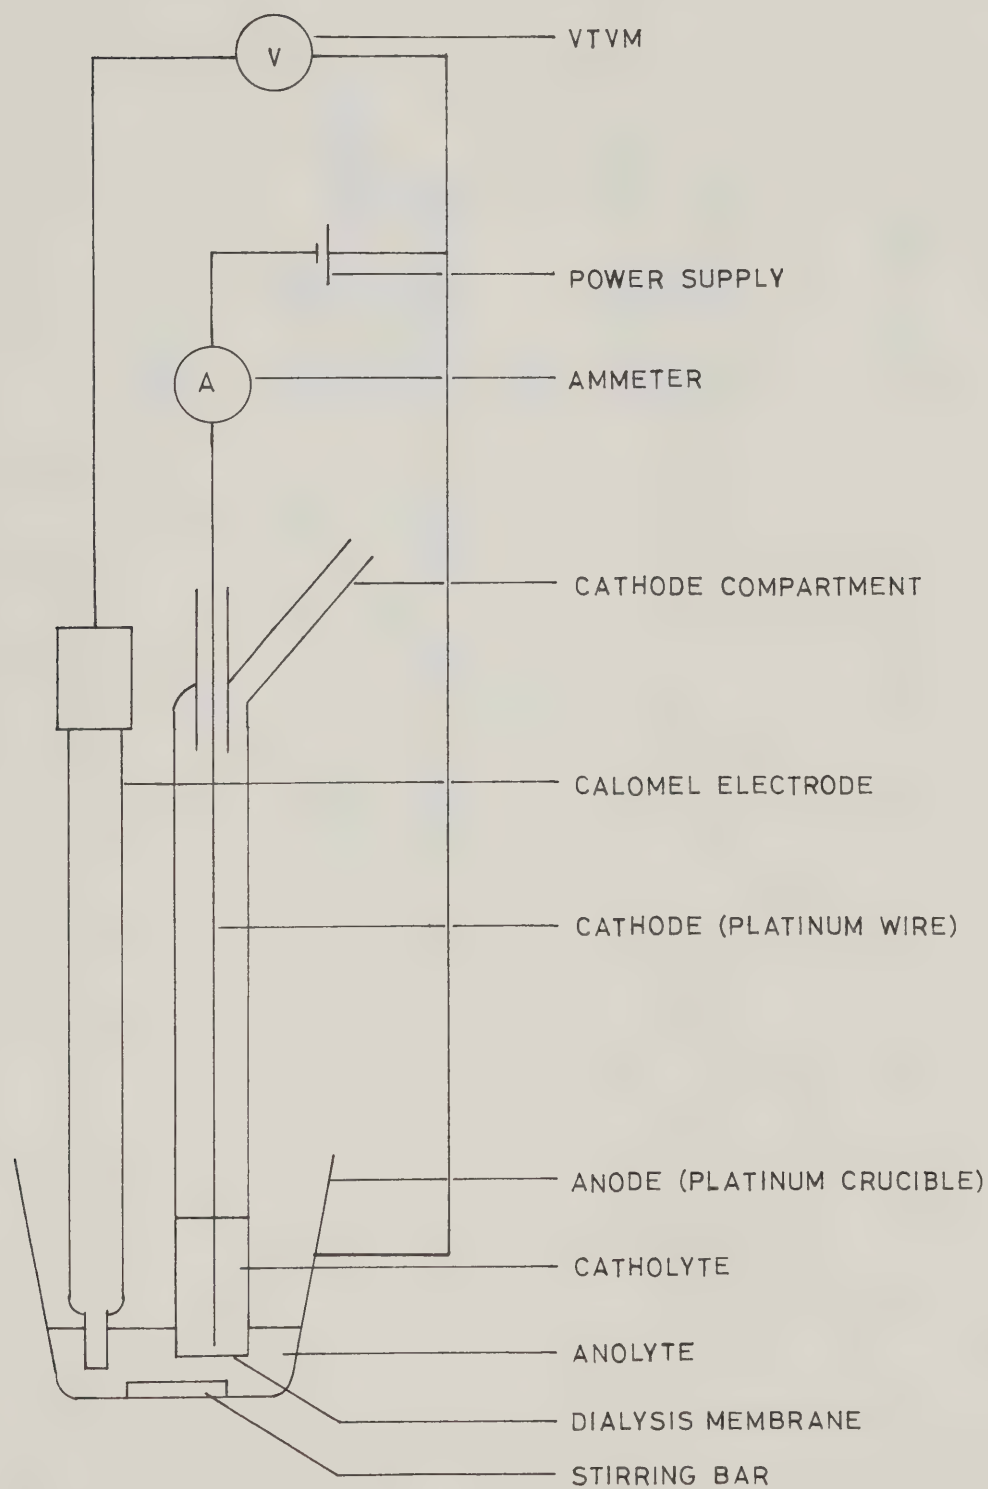 V
VTVM
POWER SUPPLY
A
AMMETER
CATHODE COMPARTMENT
CALOMEL ELECTRODE
CATHODE (PLATINUM WIRE)
ANODE (PLATINUM CRUCIBLE)
CATHOLYTE
ANOLYTE
DIALYSIS MEMBRANE
STIRRING BAR